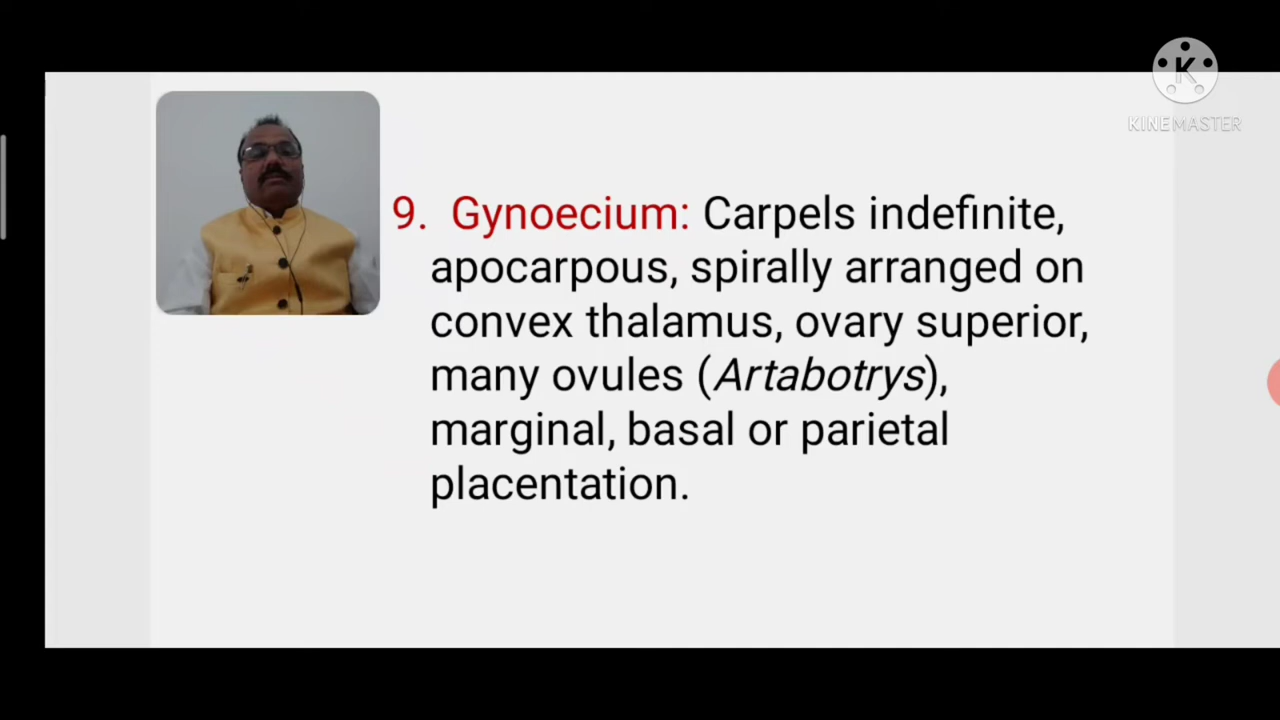 KINEMASTER
9. Gynoecium: Carpels indefinite,
apocarpous, spirally arranged on
convex thalamus, ovary superior,
many ovules (Artabotrys),
marginal, basal or parietal
placentation.